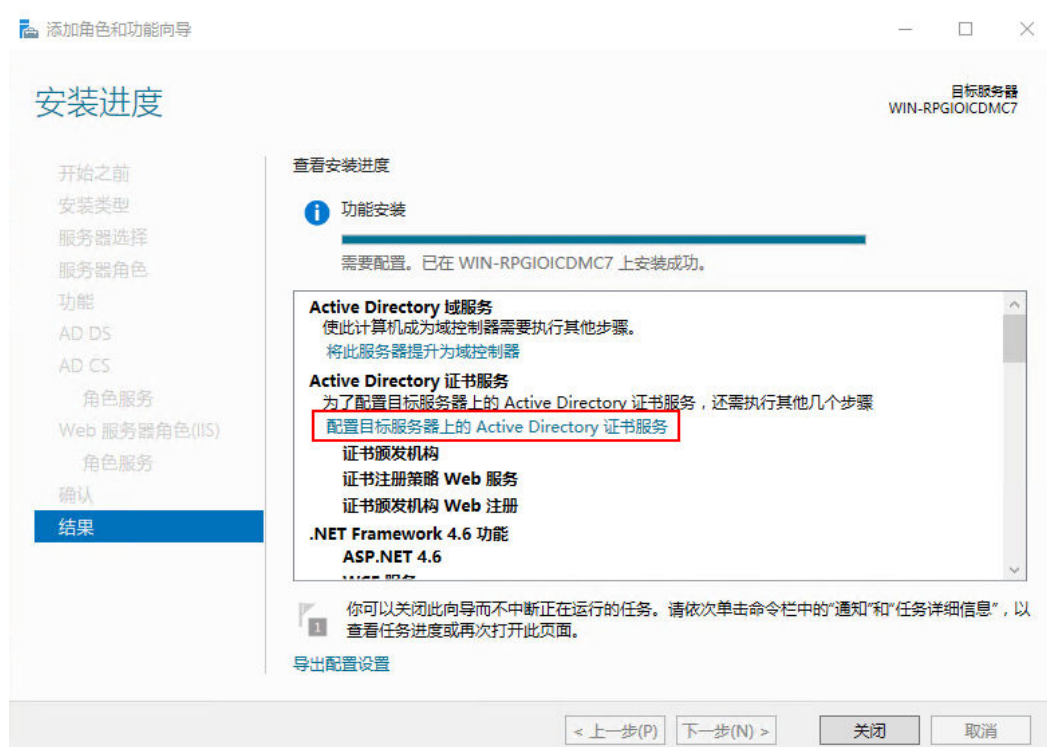 添加角色和功能向导
安装进度
目标服务器
WIN-RPGIOICDMC7
开始之前
安装类型
服务器选择
服务器角色
功能
AD DS
AD CS
角色服务
Web 服务器角色(IIS)
角色服务
确认
结果
查看安装进度
功能安装
需要配置。已在 WIN-RPGIOICDMC7 上安装成功。
Active Directory 域服务
使此计算机成为域控制器需要执行其他步骤。
将此服务器提升为域控制器
Active Directory 证书服务
为了配置目标服务器上的 Active Directory 证书服务，还需执行其他几个步骤
配置目标服务器上的 Active Directory 证书服务
证书颁发机构
证书注册策略 Web 服务
证书颁发机构 Web 注册
.NET Framework 4.6 功能
ASP.NET 4.6
1
你可以关闭此向导而不中断正在运行的任务。请依次单击命令栏中的"通知"和"任务详细信息"，以
查看任务进度或再次打开此页面。
导出配置设置
< 上一步(P)
下一步(N) >
关闭
取消